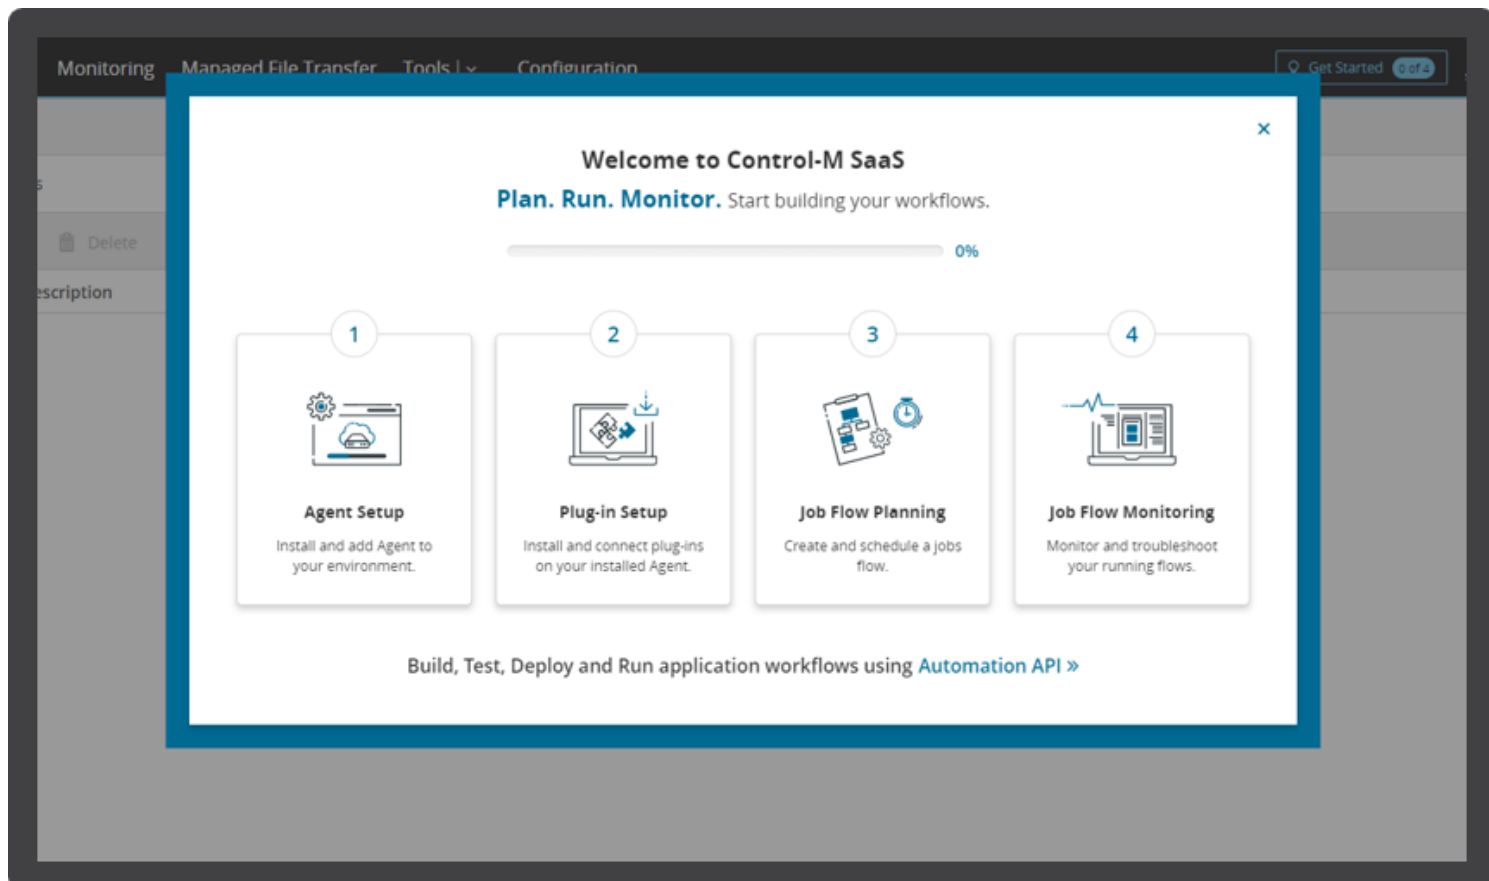 Monitoring Managed File Transfer Tools | Configuration Get Started 0 of 4
Delete
Welcome to Control-M SaaS
Plan. Run. Monitor. Start building your workflows.
0%
1
Agent Setup
Install and add Agent to
your environment.
2
Plug-in Setup
Install and connect plug-ins
on your installed Agent.
3
Job Flow Planning
Create and schedule a jobs
flow.
4
Job Flow Monitoring
Monitor and troubleshoot
your running flows.
Build, Test, Deploy and Run application workflows using Automation API »